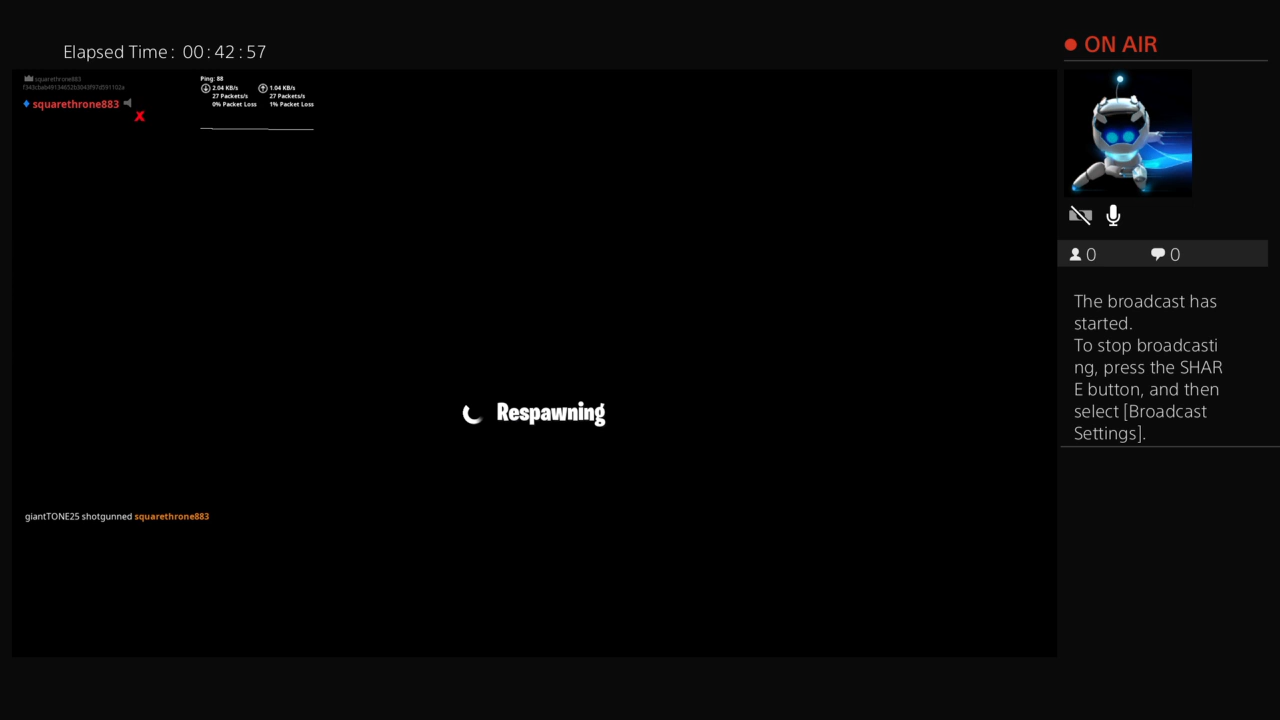 Elapsed Time: 00:42:57
ON AIR
squarethrone883
squarethrone883
Ping: 88
2.04 KB/s
27 Packets/s
0% Packet Loss
1.04 KB/s
27 Packets/s
1% Packet Loss
0
0
The broadcast has
started.
To stop broadcasti
ng, press the SHAR
E button, and then
select [Broadcast
Settings].
Respawning
giantTONE25 shotgunned squarethrone883